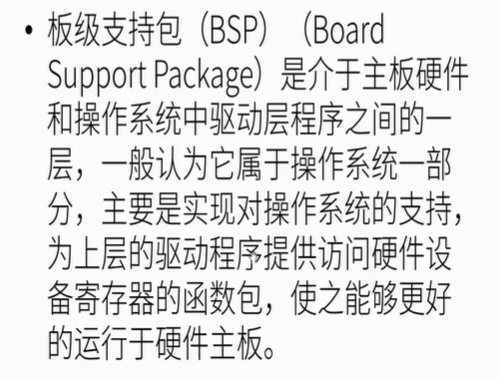 • 板级支持包（BSP）（Board
Support Package）是介于主板硬件
和操作系统中驱动层程序之间的一
层，一般认为它属于操作系统一部
分，主要是实现对操作系统的支持，
为上层的驱动程序提供访问硬件设
备寄存器的函数包，使之能够更好
的运行于硬件主板。